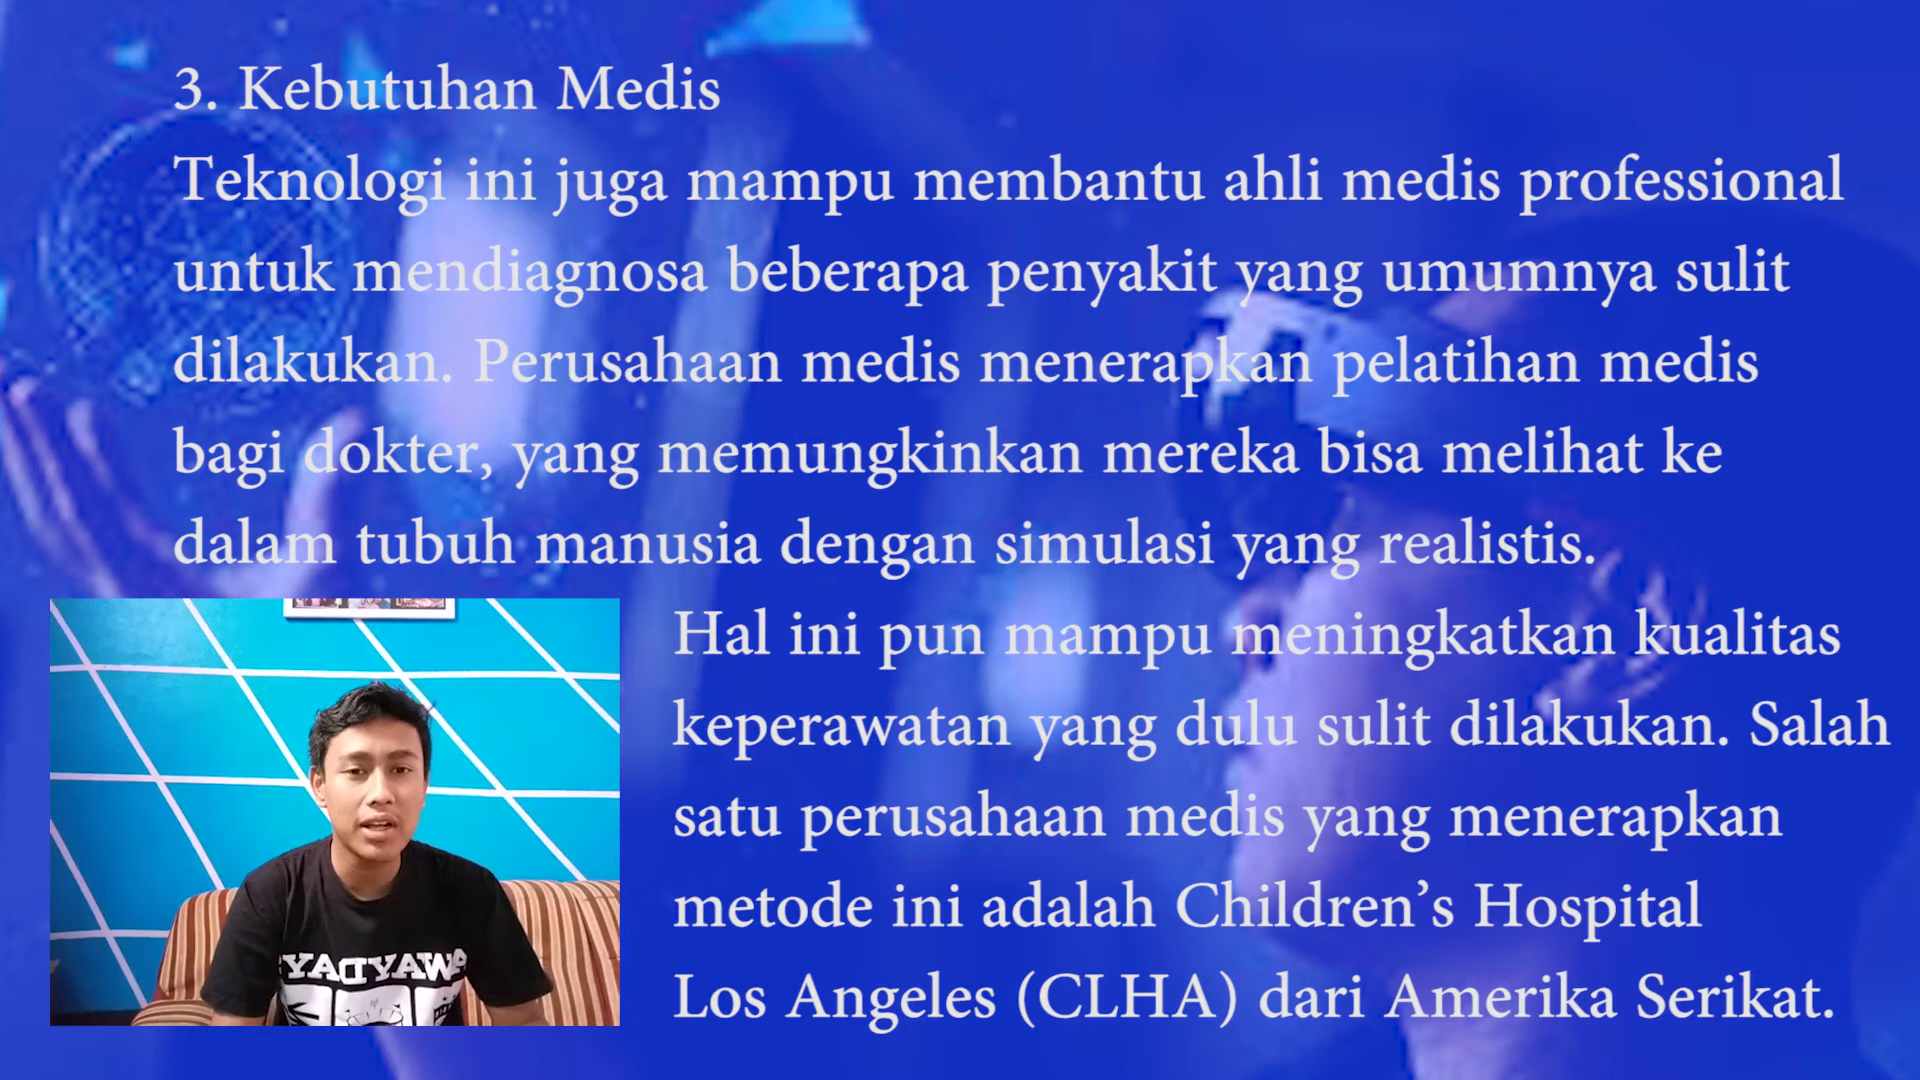 3. Kebutuhan Medis
Teknologi ini juga mampu membantu ahli medis professional
untuk mendiagnosa beberapa penyakit yang umumnya sulit
dilakukan. Perusahaan medis menerapkan pelatihan medis
bagi dokter, yang memungkinkan mereka bisa melihat ke
dalam tubuh manusia dengan simulasi yang realistis.
Hal ini pun mampu meningkatkan kualitas
keperawatan yang dulu sulit dilakukan. Salah
satu perusahaan medis yang menerapkan
metode ini adalah Children’s Hospital
Los Angeles (CLHA) dari Amerika Serikat.